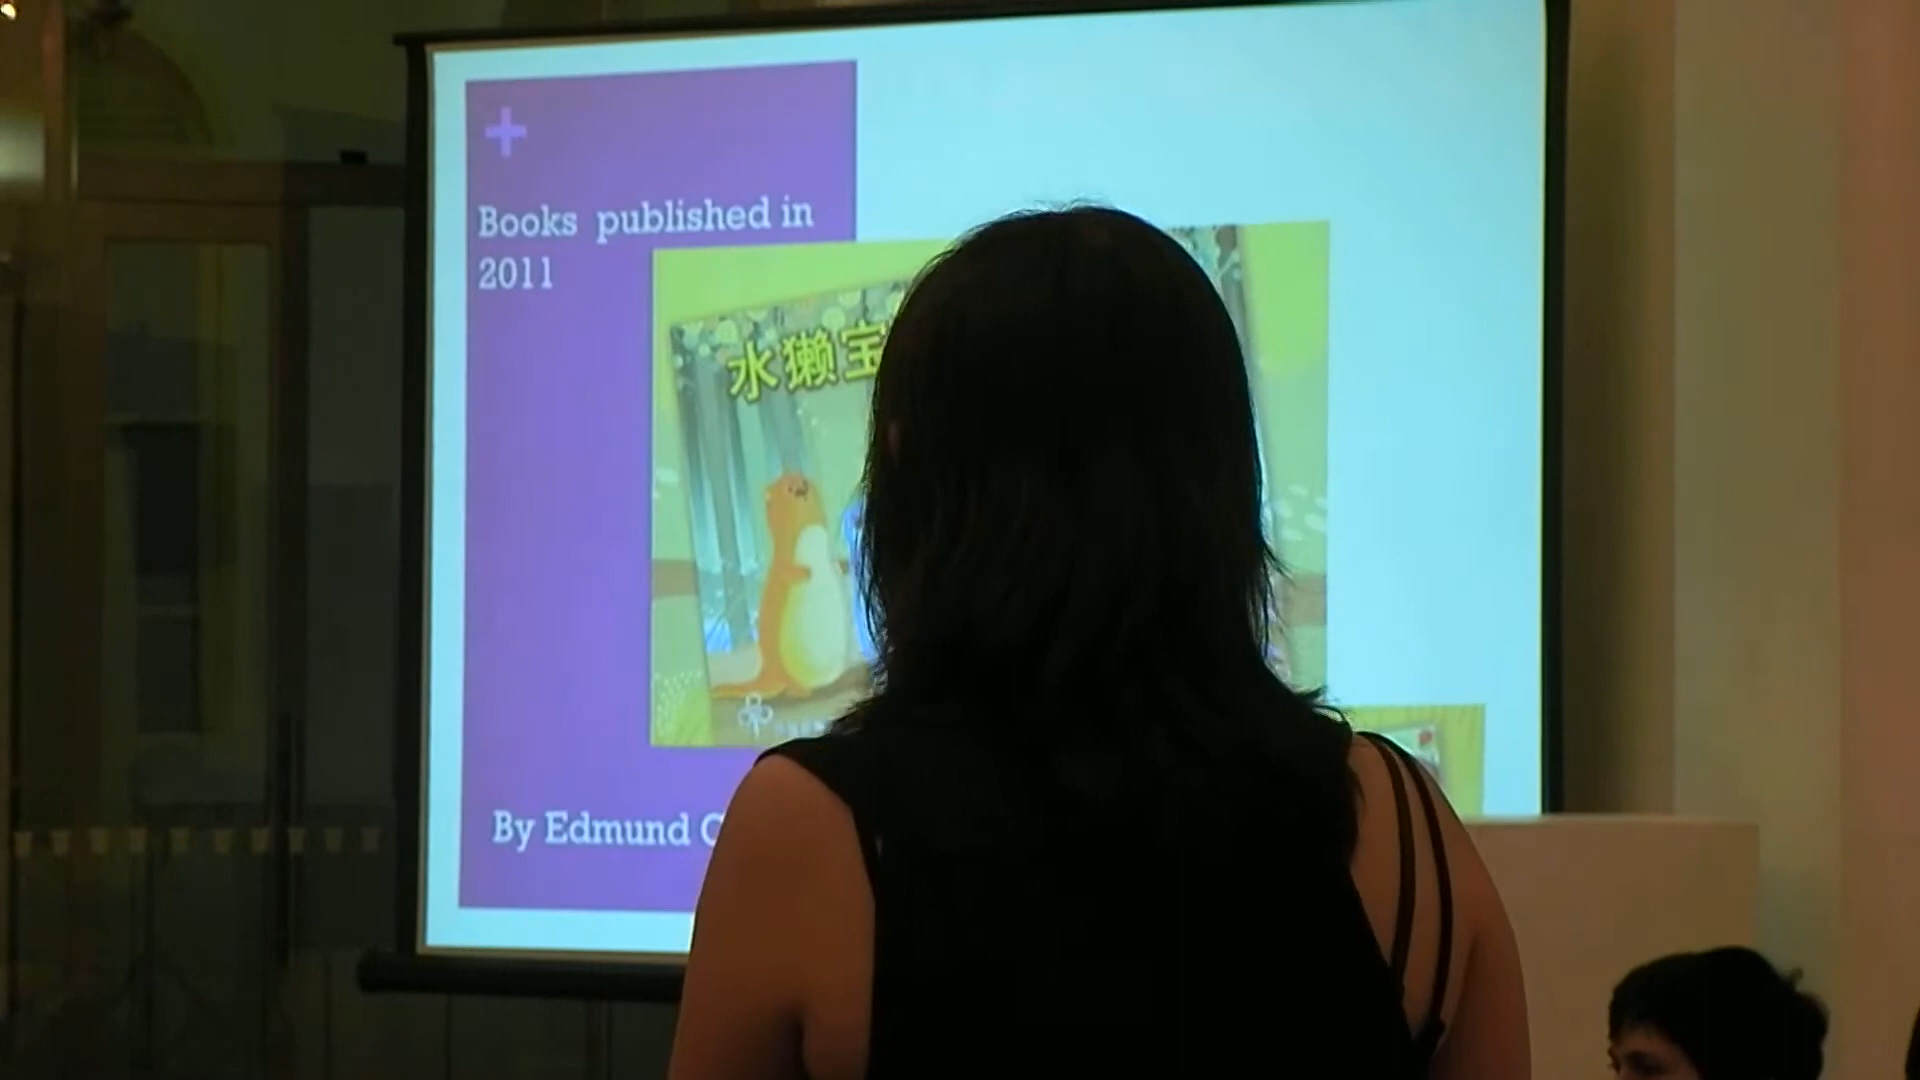 +
Books published in
2011
水獭宝
By Edmund